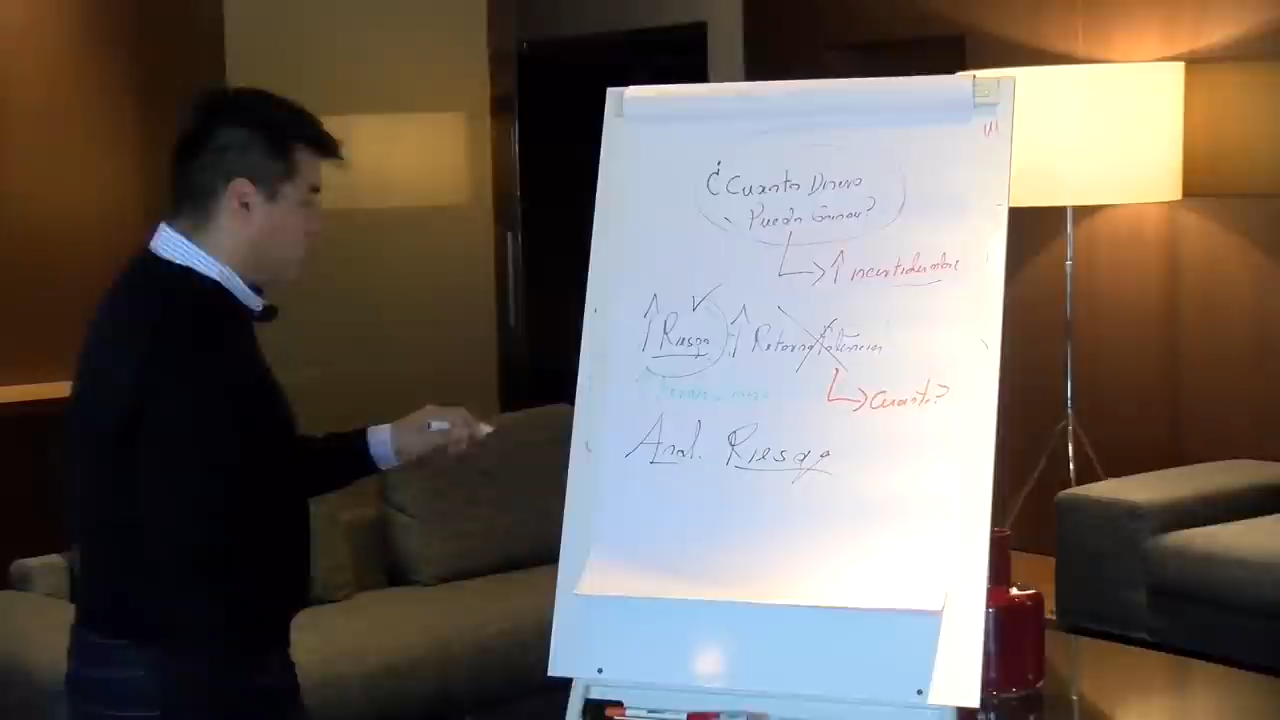 ¿Cuanto Dinero
Puedo Ganar?
↑ incertidumbre
↑ Riesgo ↑ Retorno Potencial
Cuanto?
Anal. Riesgo